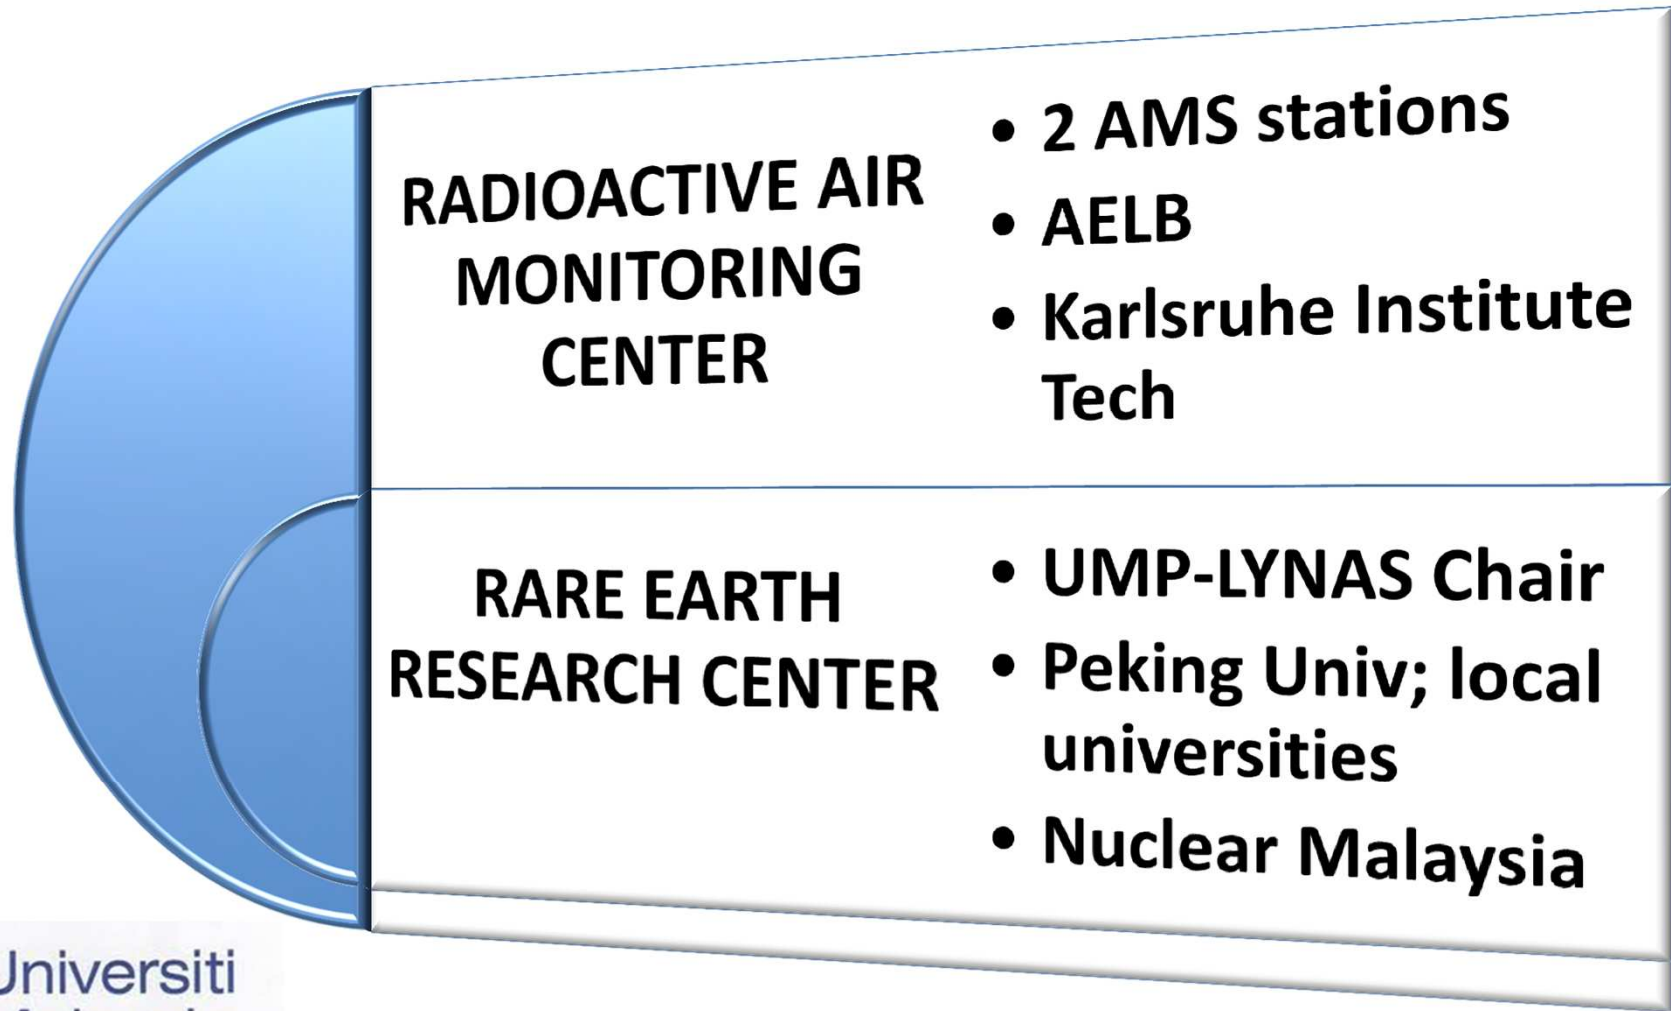 RADIOACTIVE AIR
MONITORING
CENTER
• 2 AMS stations
• AELB
• Karlsruhe Institute
Tech
RARE EARTH
RESEARCH CENTER
• UMP-LYNAS Chair
• Peking Univ; local
universities
• Nuclear Malaysia
Universiti